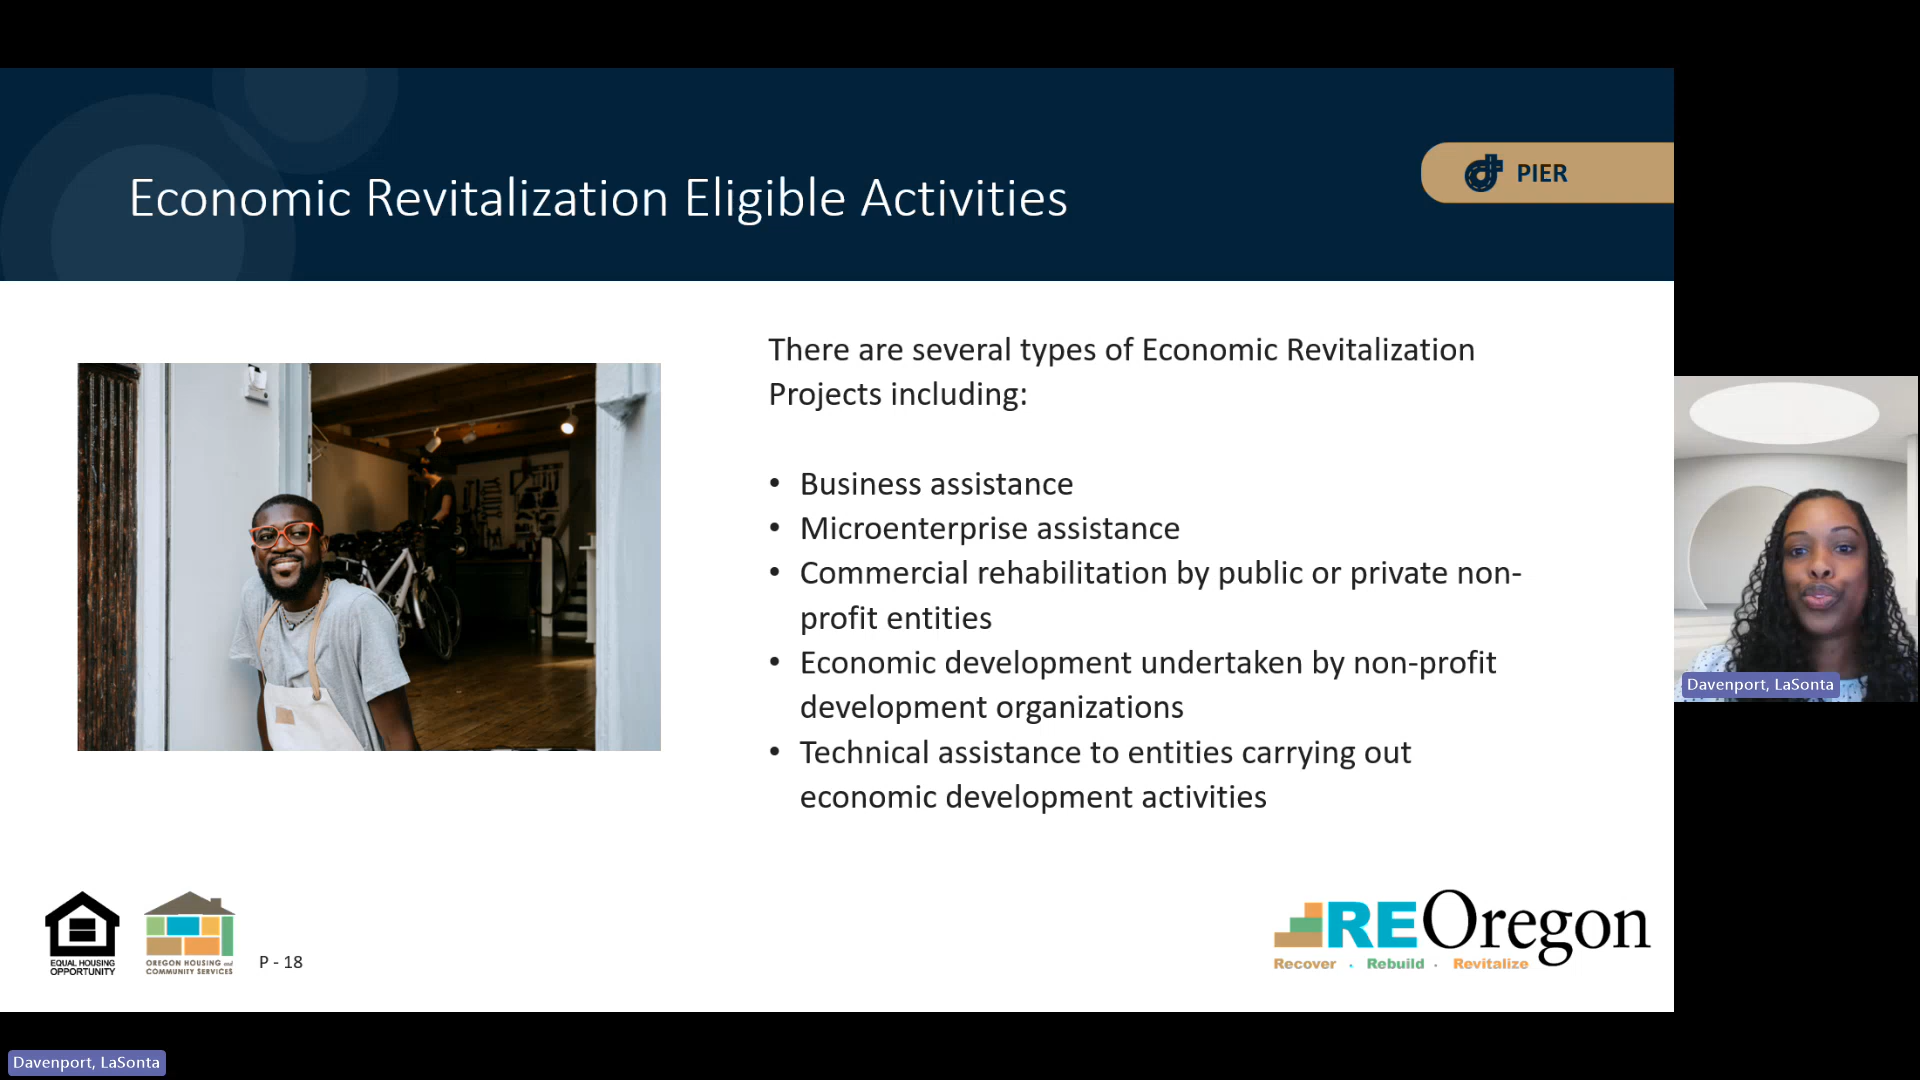 Economic Revitalization Eligible Activities
PIER
There are several types of Economic Revitalization
Projects including:
• Business assistance
• Microenterprise assistance
• Commercial rehabilitation by public or private non-
profit entities
• Economic development undertaken by non-profit
development organizations
• Technical assistance to entities carrying out
economic development activities
Davenport, LaSonta
EQUAL HOUSING
OPPORTUNITY
OREGON HOUSING and
COMMUNITY SERVICES
P - 18
REOregon
Recover . Rebuild . Revitalize
Davenport, LaSonta